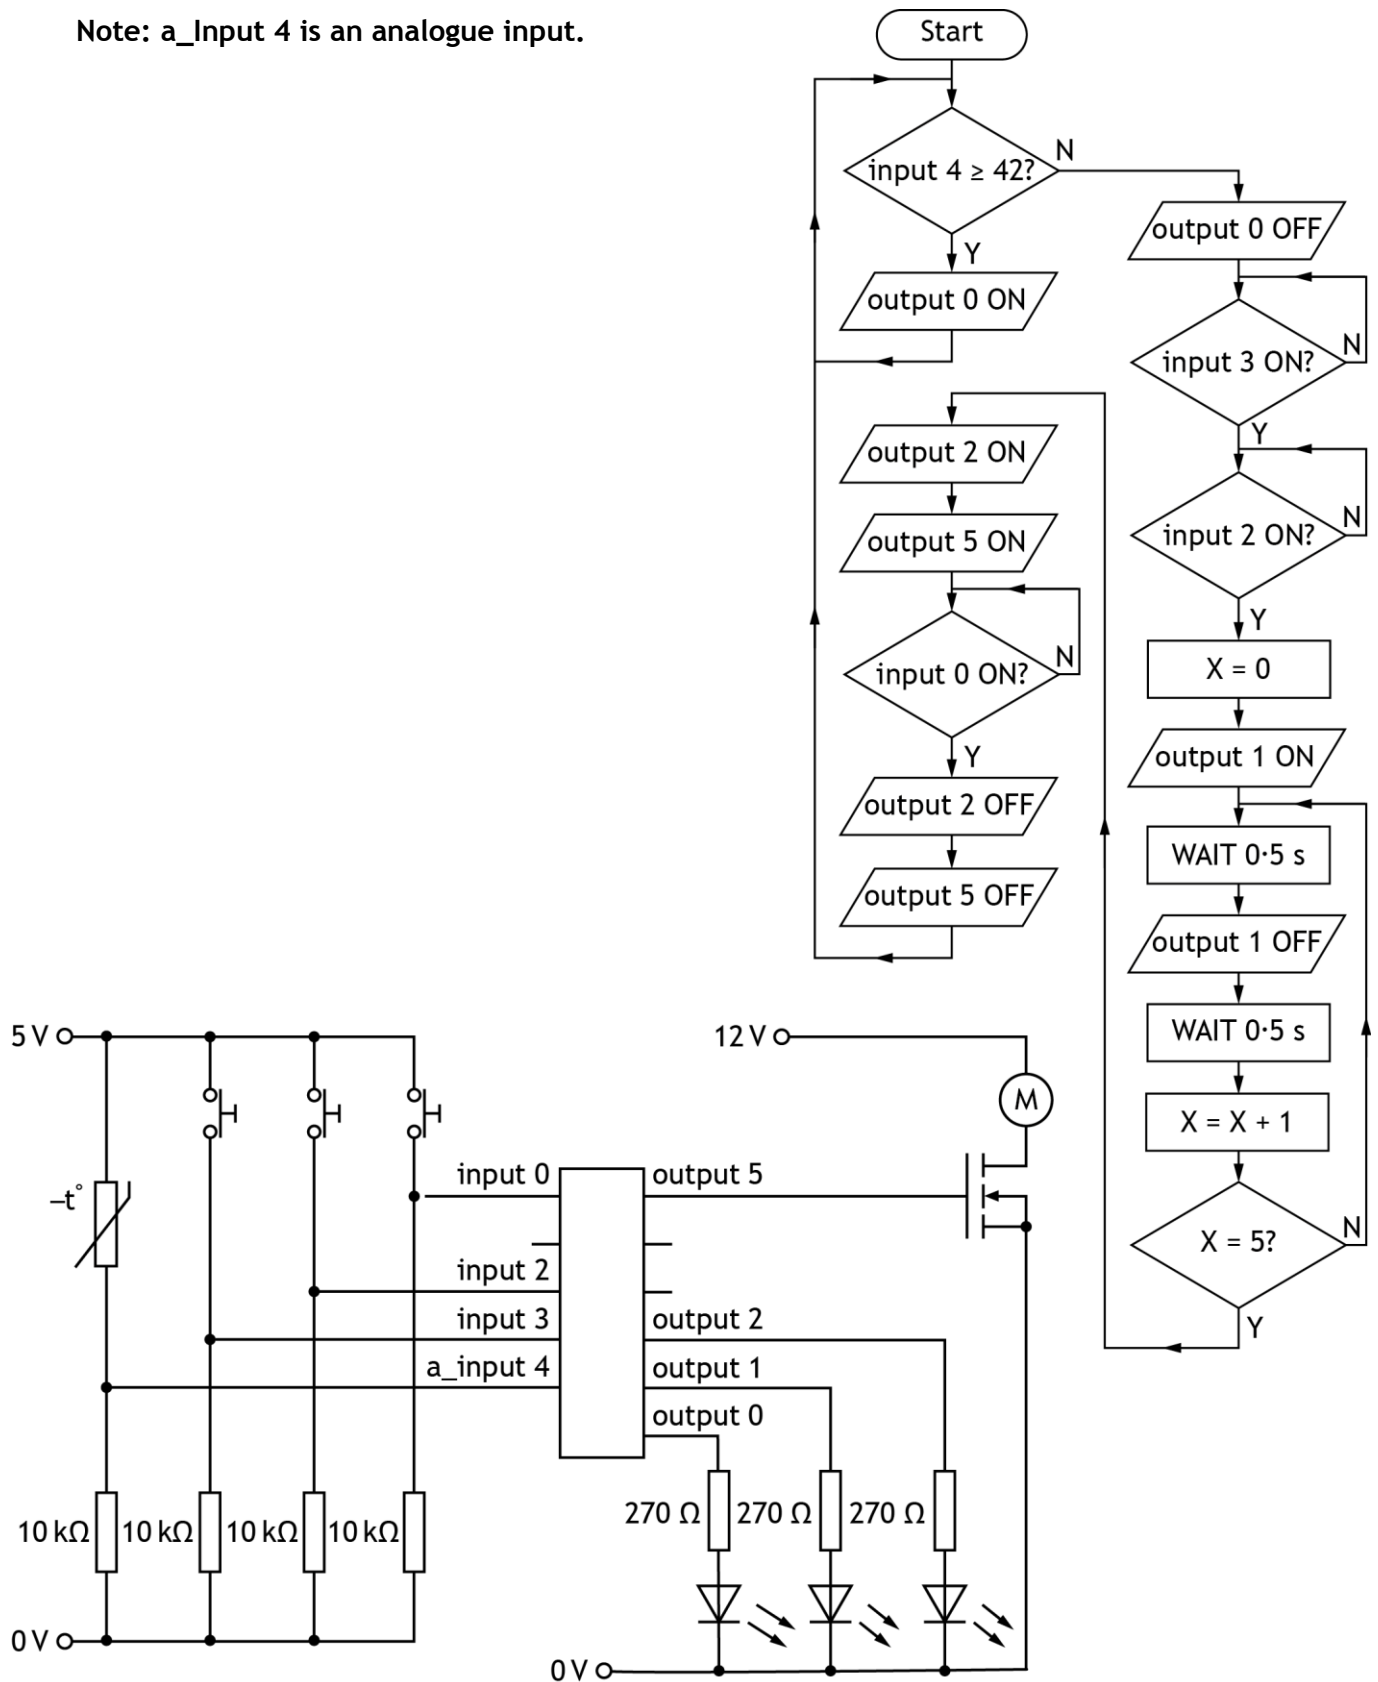 Note: a_Input 4 is an analogue input.
Start
input 4 ≥ 42?
N
Y
output 0 ON
output 0 OFF
input 3 ON?
N
Y
input 2 ON?
N
Y
X = 0
output 1 ON
WAIT 0·5 s
output 1 OFF
WAIT 0·5 s
X = X + 1
X = 5?
N
Y
output 2 ON
output 5 ON
input 0 ON?
N
Y
output 2 OFF
output 5 OFF
5 V
12 V
M
–t°
input 0
output 5
input 2
input 3
output 2
a_input 4
output 1
output 0
10 kΩ
10 kΩ
10 kΩ
10 kΩ
270 Ω
270 Ω
270 Ω
0 V
0 V